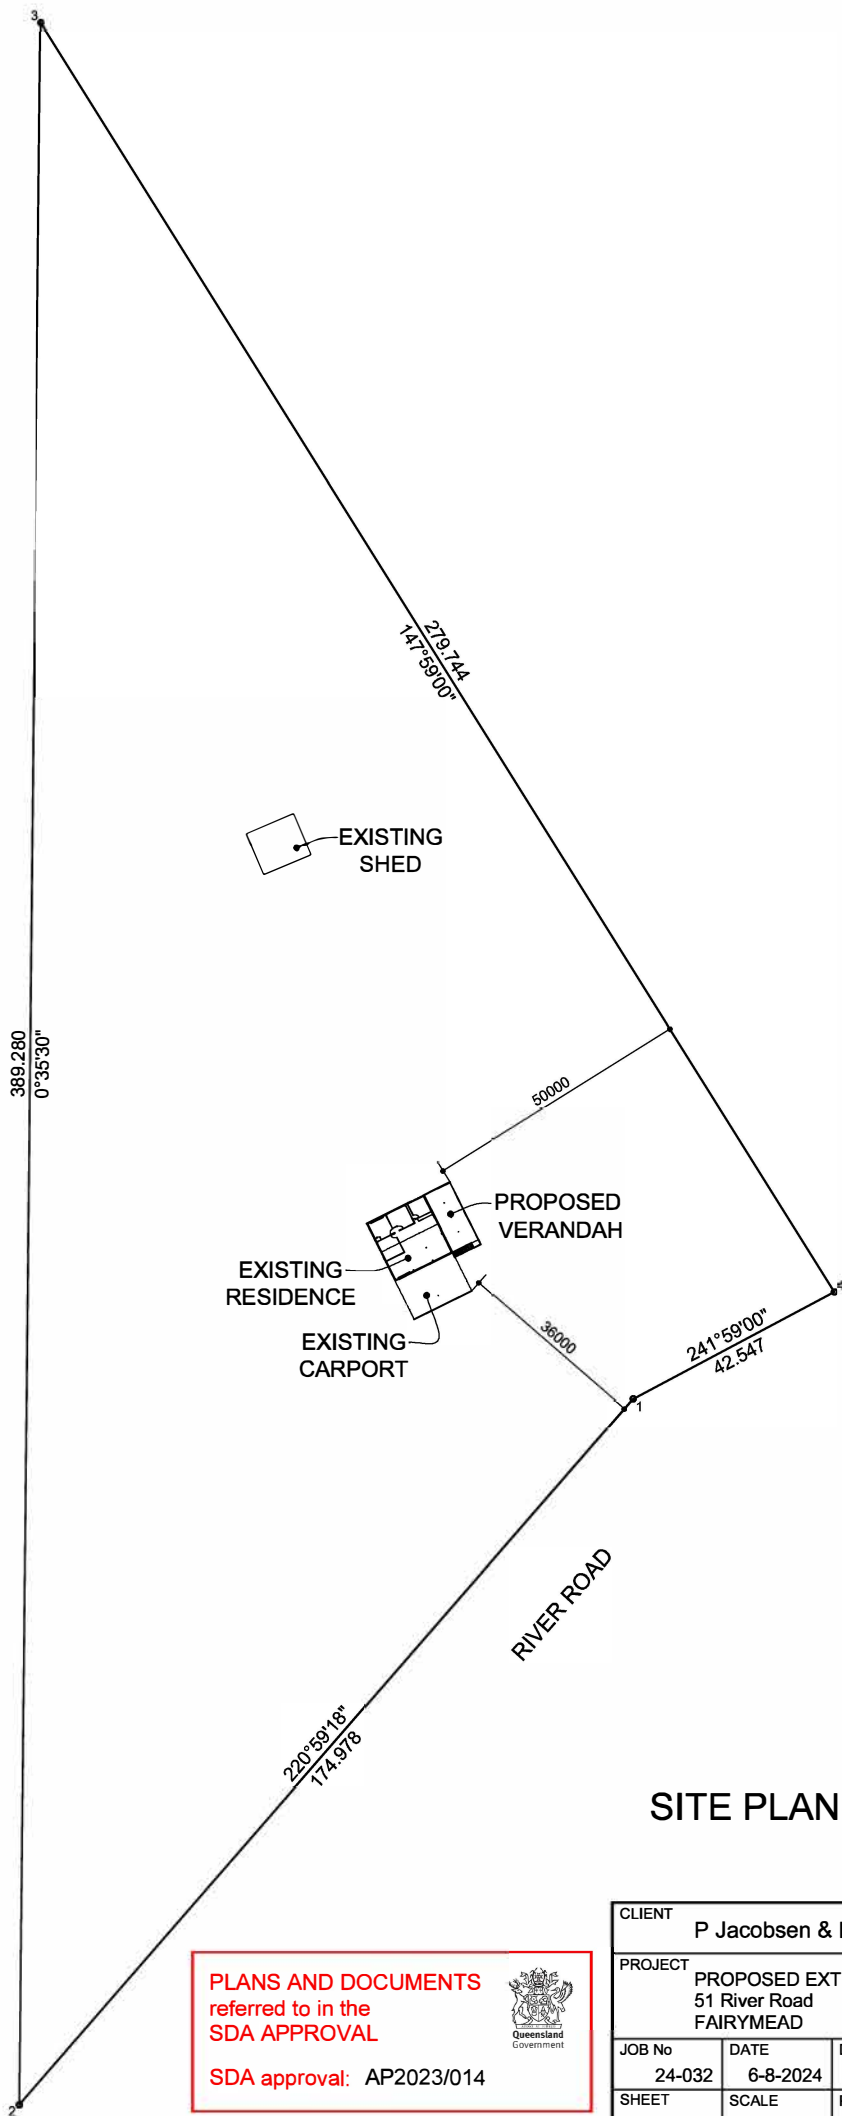 3
279.744
147°59'00"
EXISTING
SHED
389.280
0°35'30"
50000
PROPOSED
VERANDAH
EXISTING
RESIDENCE
EXISTING
CARPORT
36000
4
241°59'00"
42.547
1
RIVER ROAD
220°59'18"
174.978
SITE PLAN
CLIENT
P Jacobsen &
PROJECT
PROPOSED EXT
51 River Road
FAIRYMEAD
JOB No
DATE
24-032
6-8-2024
SHEET
SCALE
PLANS AND DOCUMENTS
referred to in the
SDA APPROVAL
SDA approval: AP2023/014
Queensland
Government
2